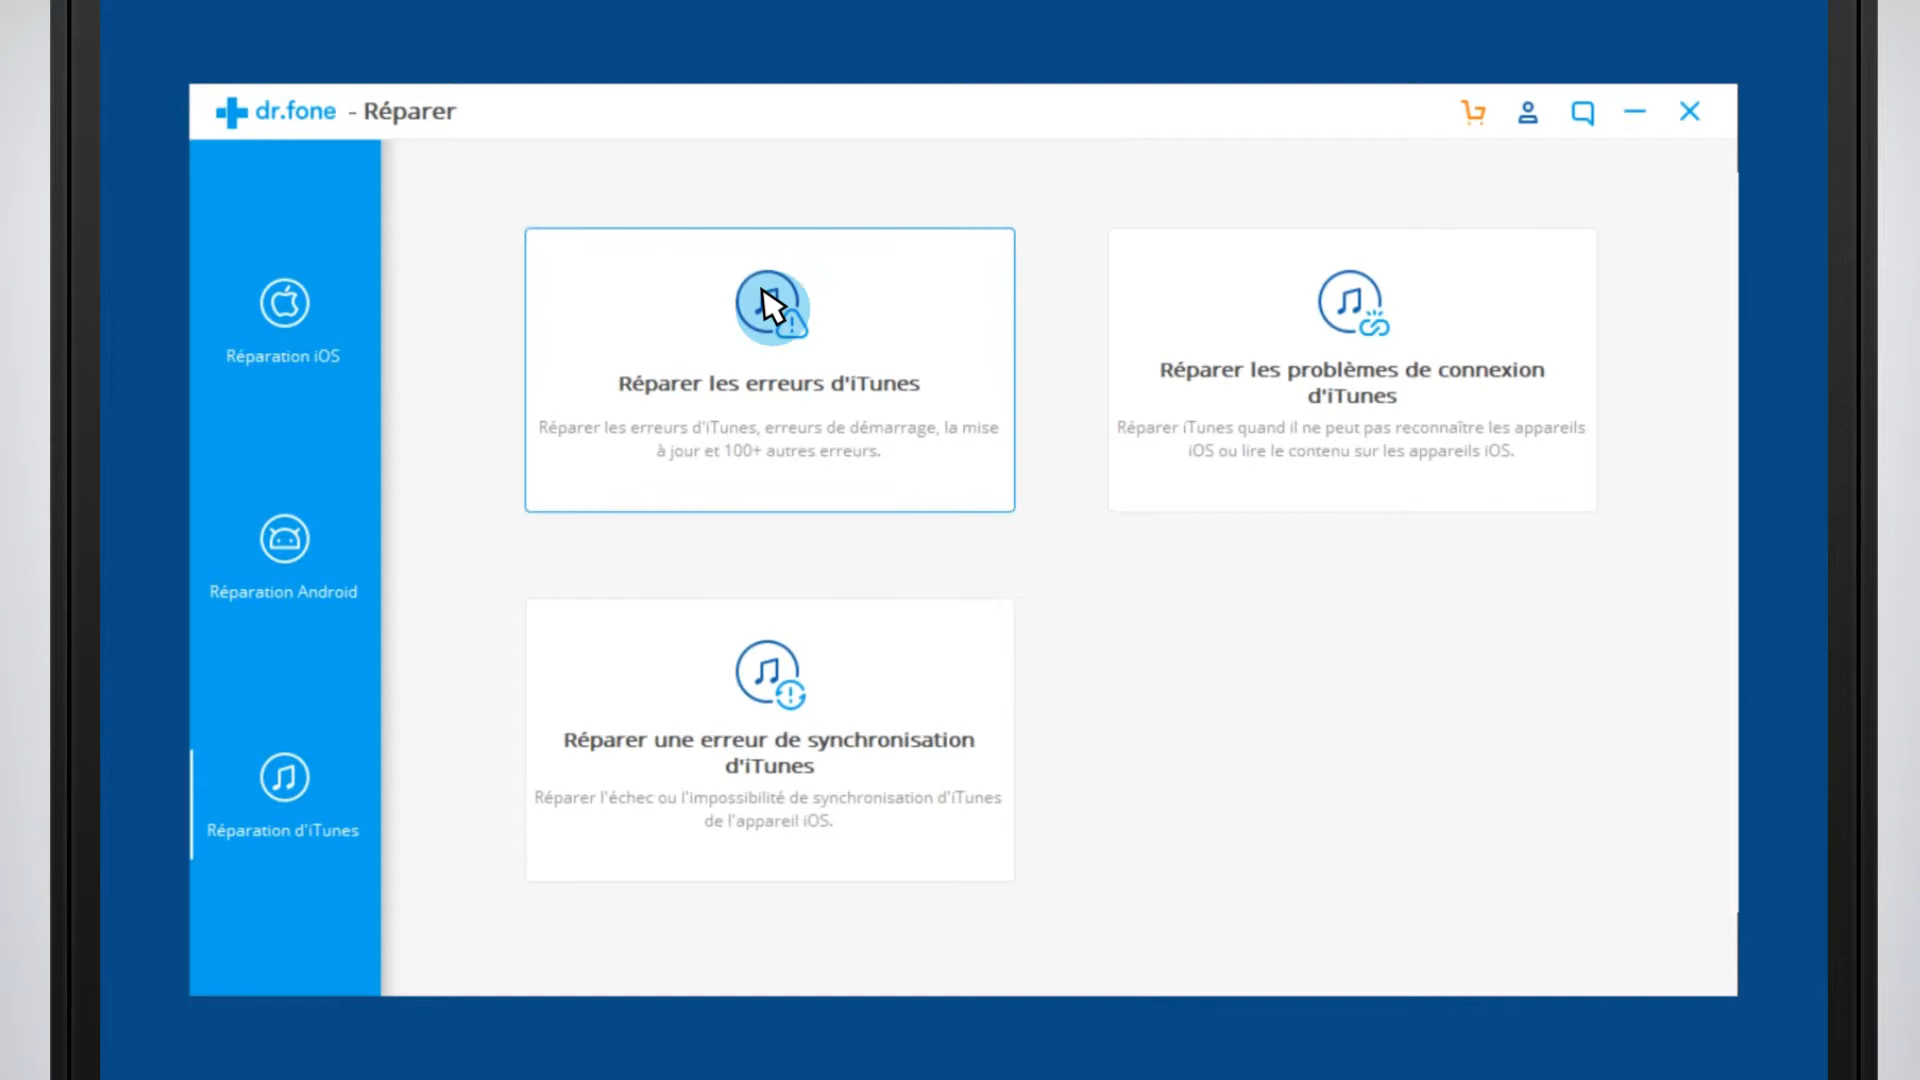 dr.fone - Réparer
Réparation iOS
Réparation Android
Réparation d'iTunes
Réparer les erreurs d'iTunes
Réparer les erreurs d'iTunes, erreurs de démarrage, la mise
à jour et 100+ autres erreurs.
Réparer les problèmes de connexion
d'iTunes
Réparer iTunes quand il ne peut pas reconnaître les appareils
iOS ou lire le contenu sur les appareils iOS.
Réparer une erreur de synchronisation
d'iTunes
Réparer l'échec ou l'impossibilité de synchronisation d'iTunes
de l'appareil iOS.